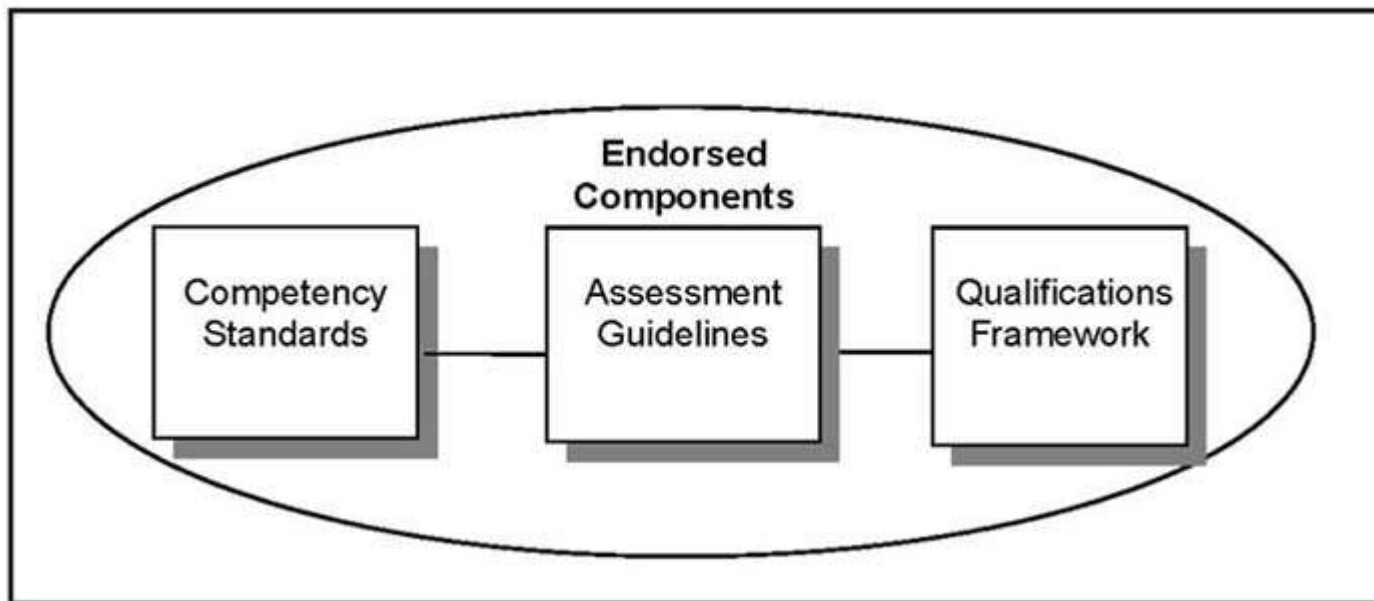 Endorsed
Components
Competency
Standards
Assessment
Guidelines
Qualifications
Framework